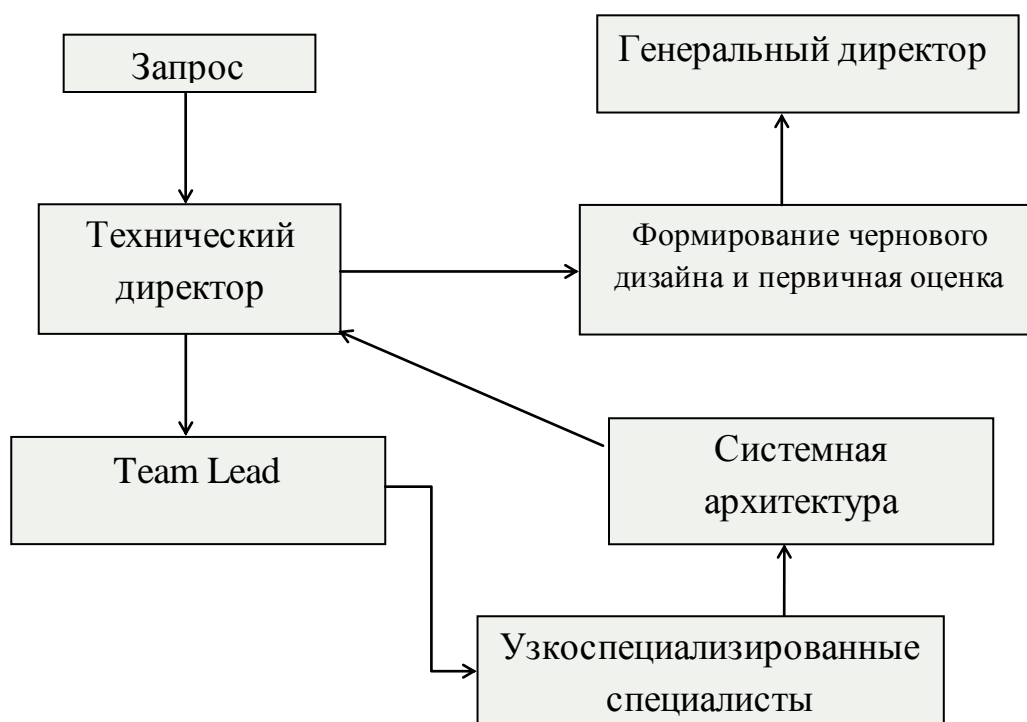 Запрос
Генеральный директор
Технический
директор
Формирование чернового
дизайна и первичная оценка
Team Lead
Системная
архитектура
Узкоспециализированные
специалисты